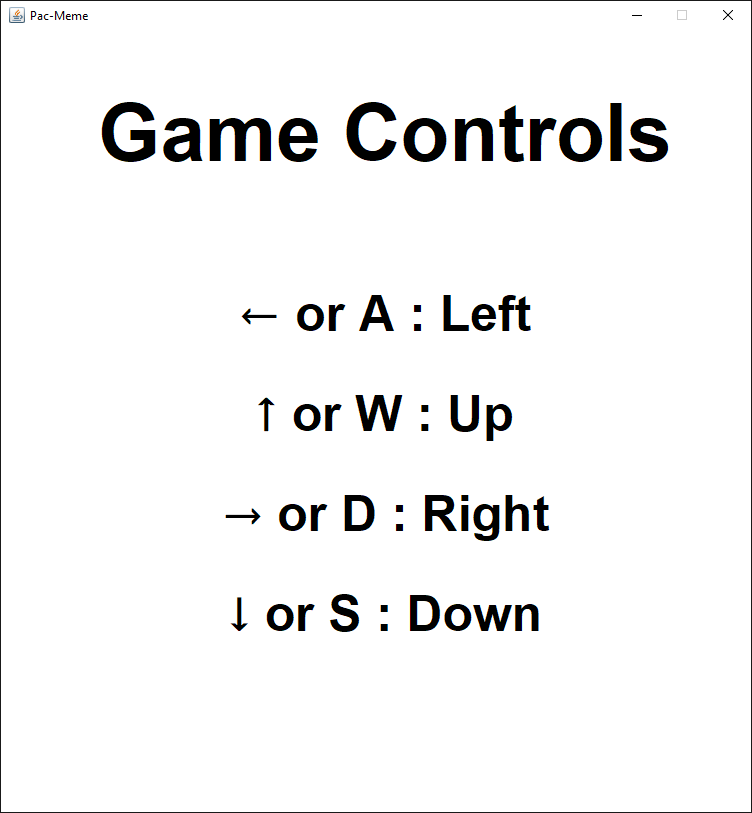 Pac-Meme
Game Controls
← or A : Left
↑ or W : Up
→ or D : Right
↓ or S : Down